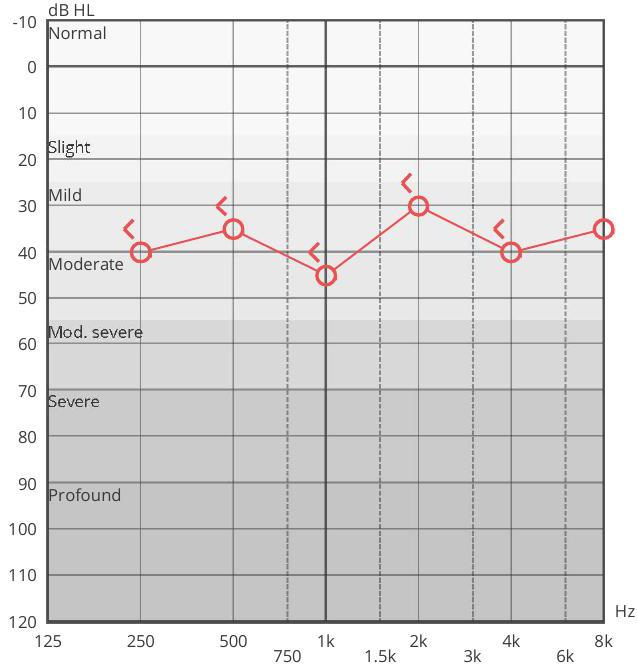 dB HL
-10
Normal
0
10
Slight
20
Mild
30
40
Moderate
50
Mod. severe
60
70
Severe
80
90
Profound
100
110
120
Hz
125 250 500 1k 2k 4k 8k
750 1.5k 3k 6k